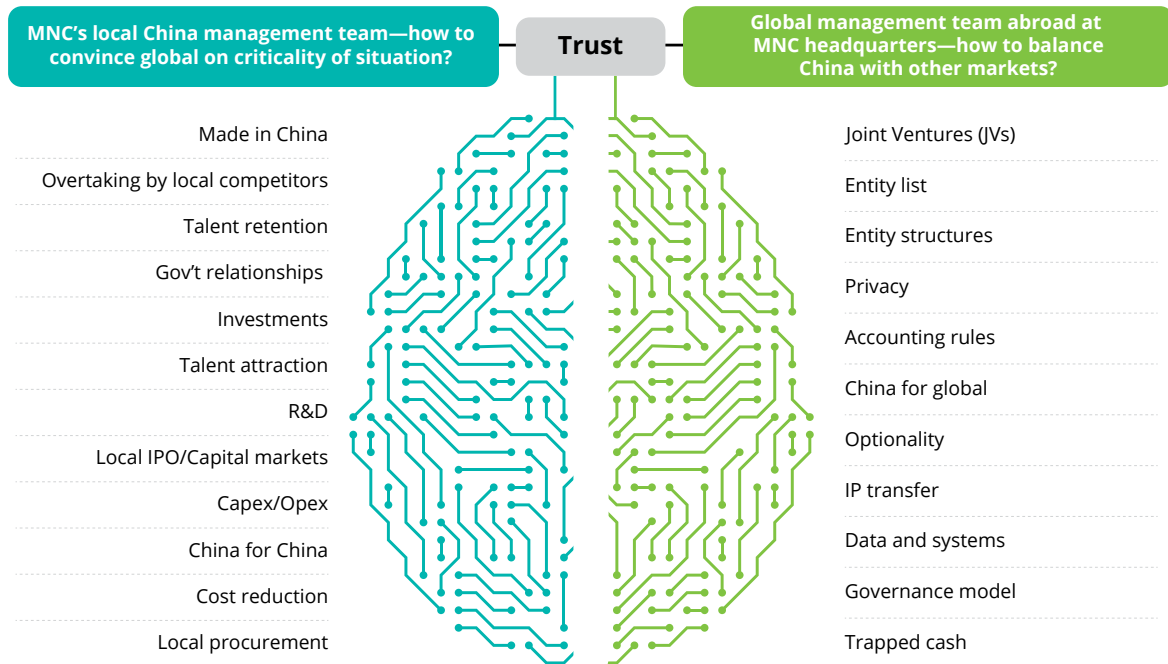 MNC’s local China management team—how to
convince global on criticality of situation?
Trust
Global management team abroad at
MNC headquarters—how to balance
China with other markets?
Made in China
Overtaking by local competitors
Talent retention
Gov’t relationships
Investments
Talent attraction
R&D
Local IPO/Capital markets
Capex/Opex
China for China
Cost reduction
Local procurement
Joint Ventures (JVs)
Entity list
Entity structures
Privacy
Accounting rules
China for global
Optionality
IP transfer
Data and systems
Governance model
Trapped cash